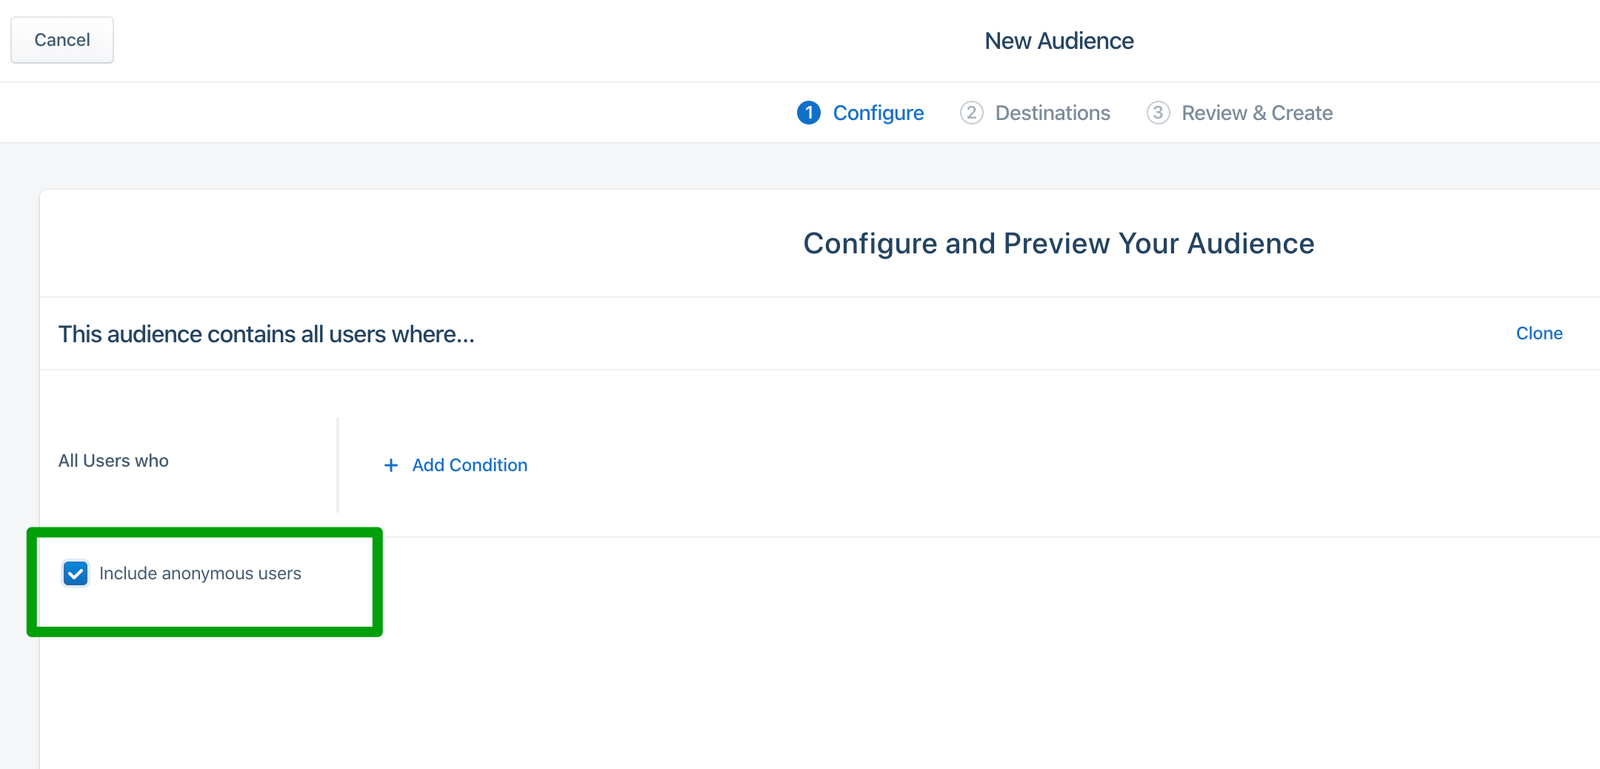 Cancel
New Audience
1 Configure 2 Destinations 3 Review & Create
Configure and Preview Your Audience
This audience contains all users where...
Clone
All Users who
+ Add Condition
Include anonymous users